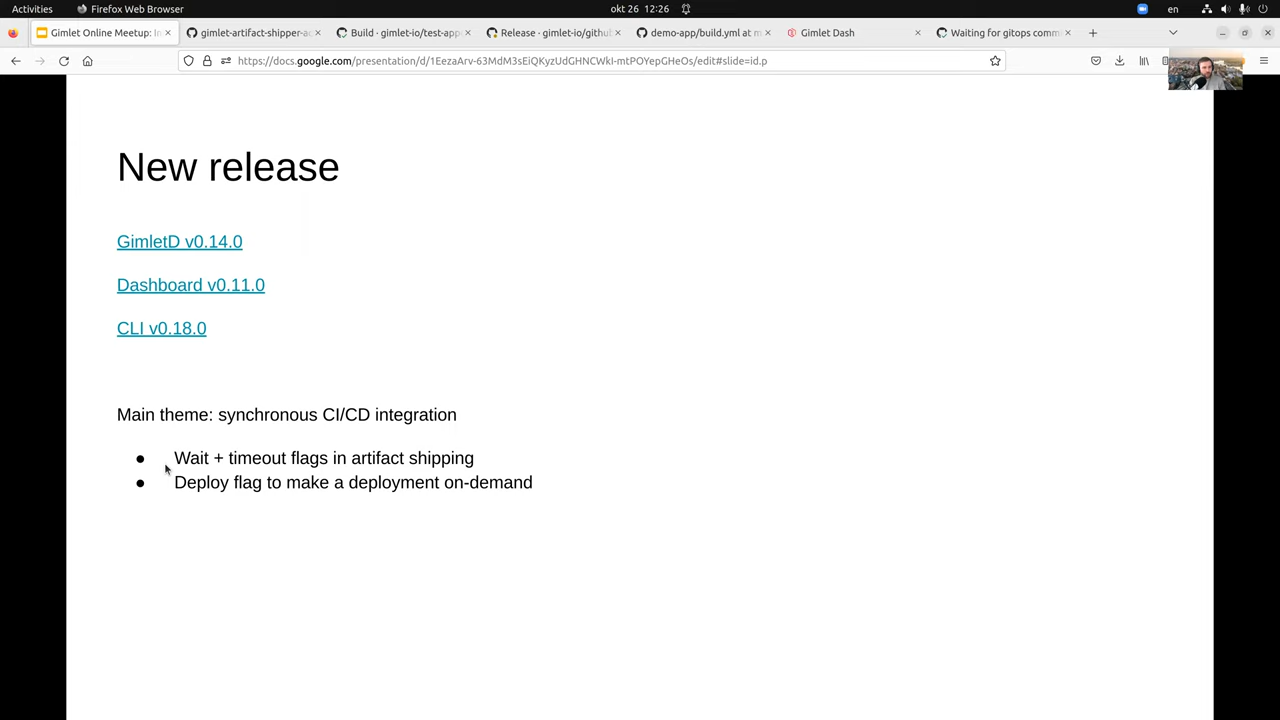 Activities
Firefox Web Browser
okt 26 12:26
en
Gimlet Online Meetup: In
gimlet-artifact-shipper-ac
Build · gimlet-io/test-app
Release · gimlet-io/githu
demo-app/build.yml at m
Gimlet Dash
Waiting for gitops comm
https://docs.google.com/presentation/d/1EezaArv-63MdM3sEiQKyzUdGHNCWkI-mtPOYepGHeOs/edit#slide=id.p
New release
GimletD v0.14.0
Dashboard v0.11.0
CLI v0.18.0
Main theme: synchronous CI/CD integration
● Wait + timeout flags in artifact shipping
● Deploy flag to make a deployment on-demand